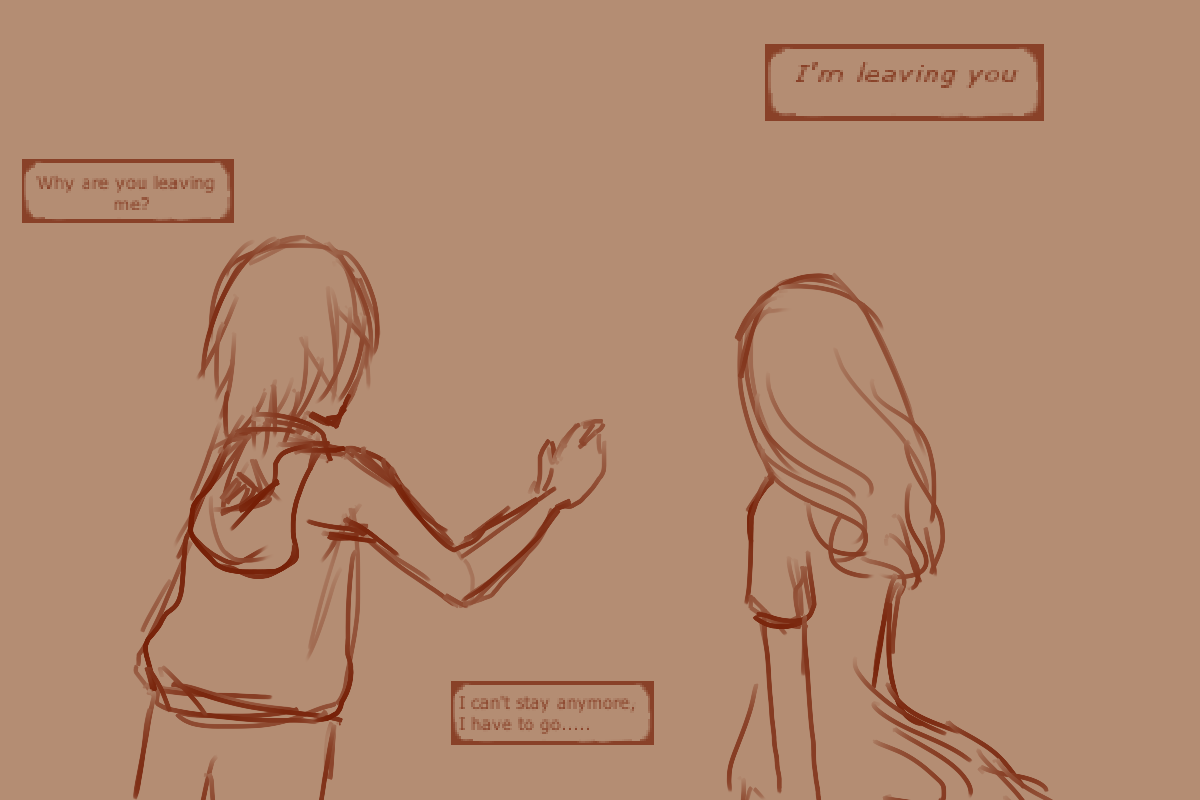 I'm leaving you
Why are you leaving
me?
I can't stay anymore,
I have to go.....